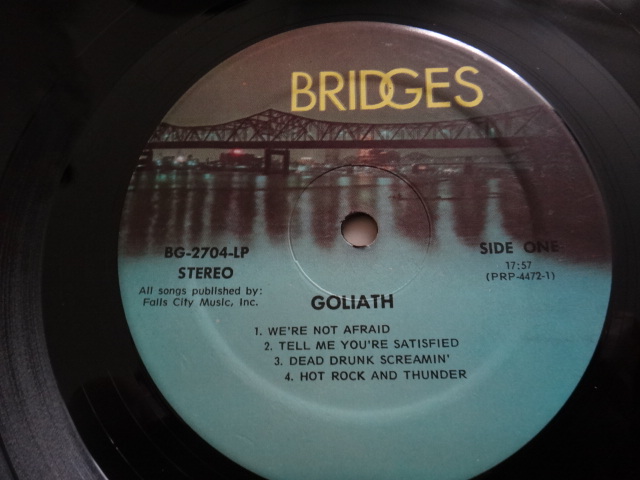 BRIDGES
BG-2704-LP
STEREO
All songs published by:
Falls City Music, Inc.
SIDE ONE
17:57
(PRP-4472-1)
GOLIATH
1. WE'RE NOT AFRAID
2. TELL ME YOU'RE SATISFIED
3. DEAD DRUNK SCREAMIN'
4. HOT ROCK AND THUNDER